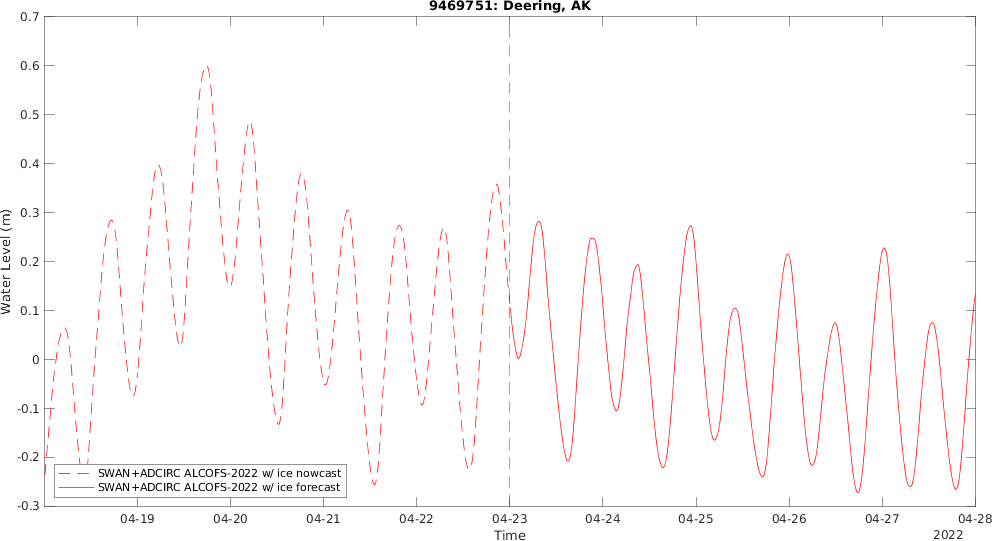 9469751: Deering, AK
0.7
0.6
0.5
0.4
0.3
0.2
0.1
0
-0.1
-0.2
-0.3
Water Level (m)
SWAN+ADCIRC ALCOFS-2022 w/ ice nowcast
SWAN+ADCIRC ALCOFS-2022 w/ ice forecast
04-19 04-20 04-21 04-22 04-23 04-24 04-25 04-26 04-27 04-28
Time
2022